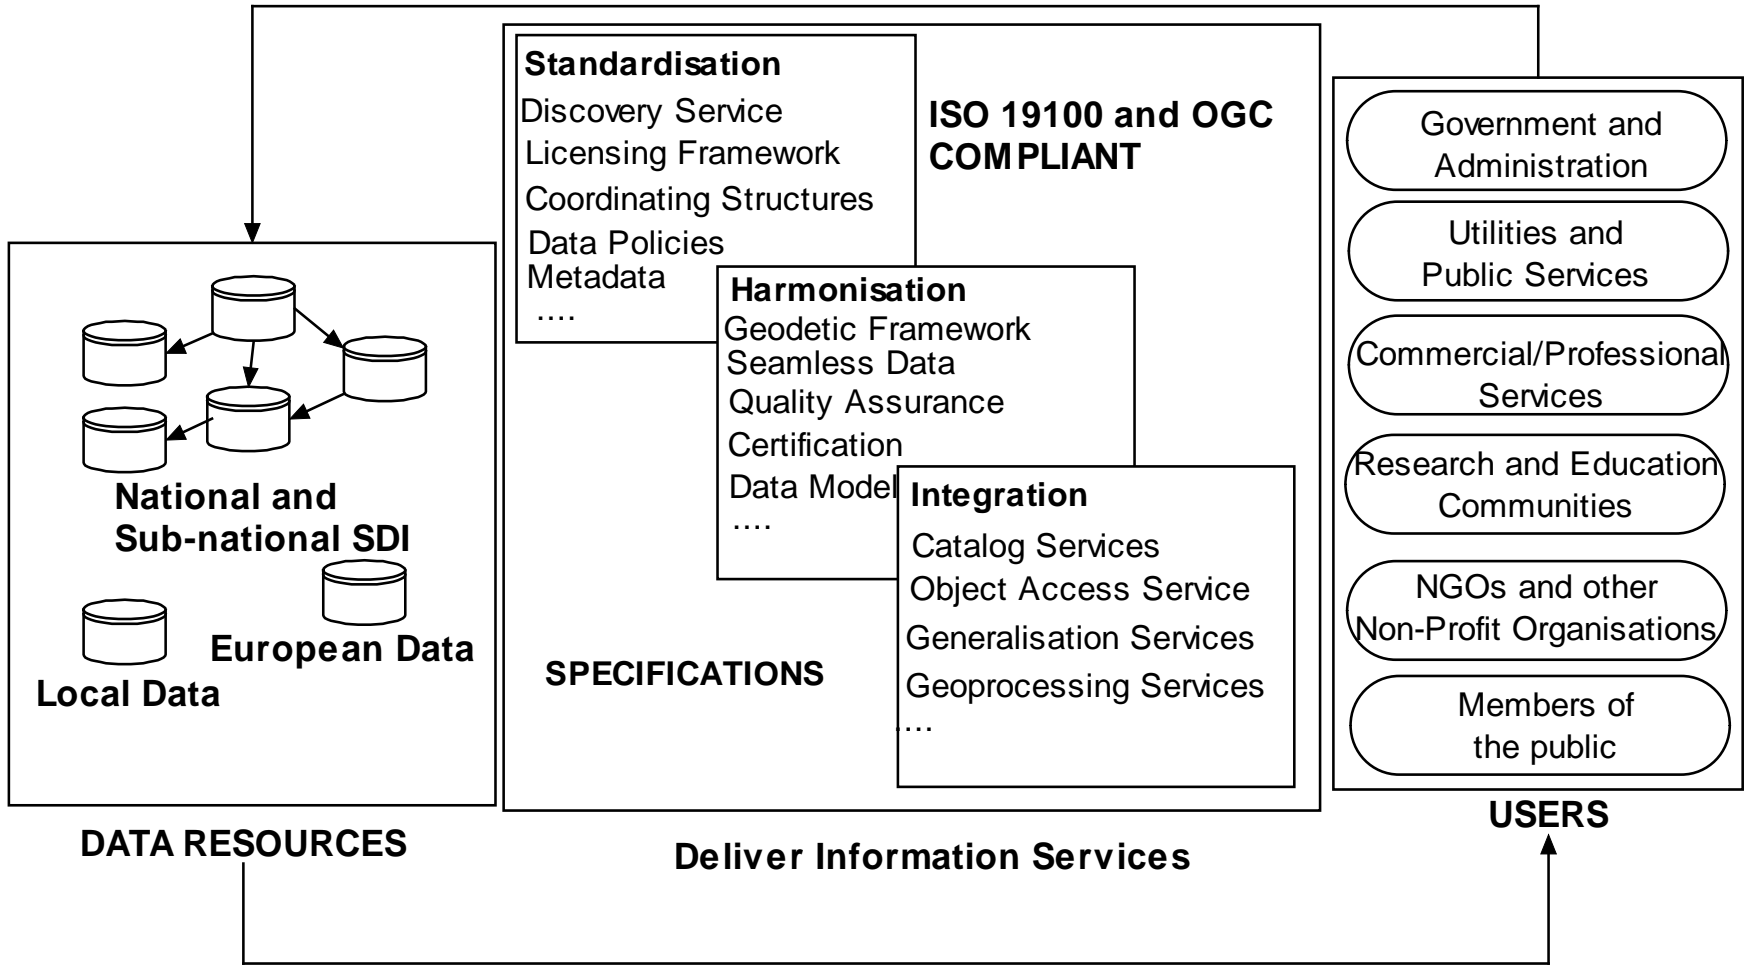 Standardisation
Discovery Service
Licensing Framework
Coordinating Structures
Data Policies
Metadata
....
ISO 19100 and OGC
COMPLIANT
Harmonisation
Geodetic Framework
Seamless Data
Quality Assurance
Certification
Data Model
....
Integration
Catalog Services
Object Access Service
Generalisation Services
Geoprocessing Services
....
SPECIFICATIONS
National and
Sub-national SDI
European Data
Local Data
DATA RESOURCES
Deliver Information Services
Government and
Administration
Utilities and
Public Services
Commercial/Professional
Services
Research and Education
Communities
NGOs and other
Non-Profit Organisations
Members of
the public
USERS